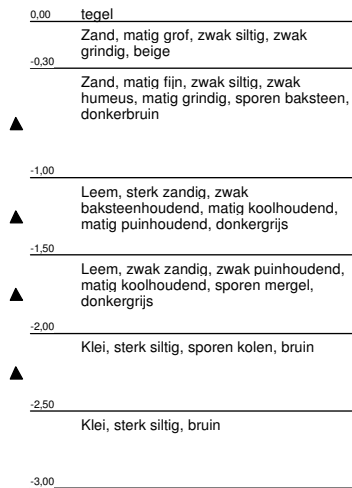 0,00 tegel
Zand, matig grof, zwak siltig, zwak
grindig, beige
-0,30
Zand, matig fijn, zwak siltig, zwak
humeus, matig grindig, sporen baksteen,
donkerbruin
-1,00
Leem, sterk zandig, zwak
baksteenhoudend, matig koolhoudend,
matig puinhoudend, donkergrijs
-1,50
Leem, zwak zandig, zwak puinhoudend,
matig koolhoudend, sporen mergel,
donkergrijs
-2,00
Klei, sterk siltig, sporen kolen, bruin
-2,50
Klei, sterk siltig, bruin
-3,00